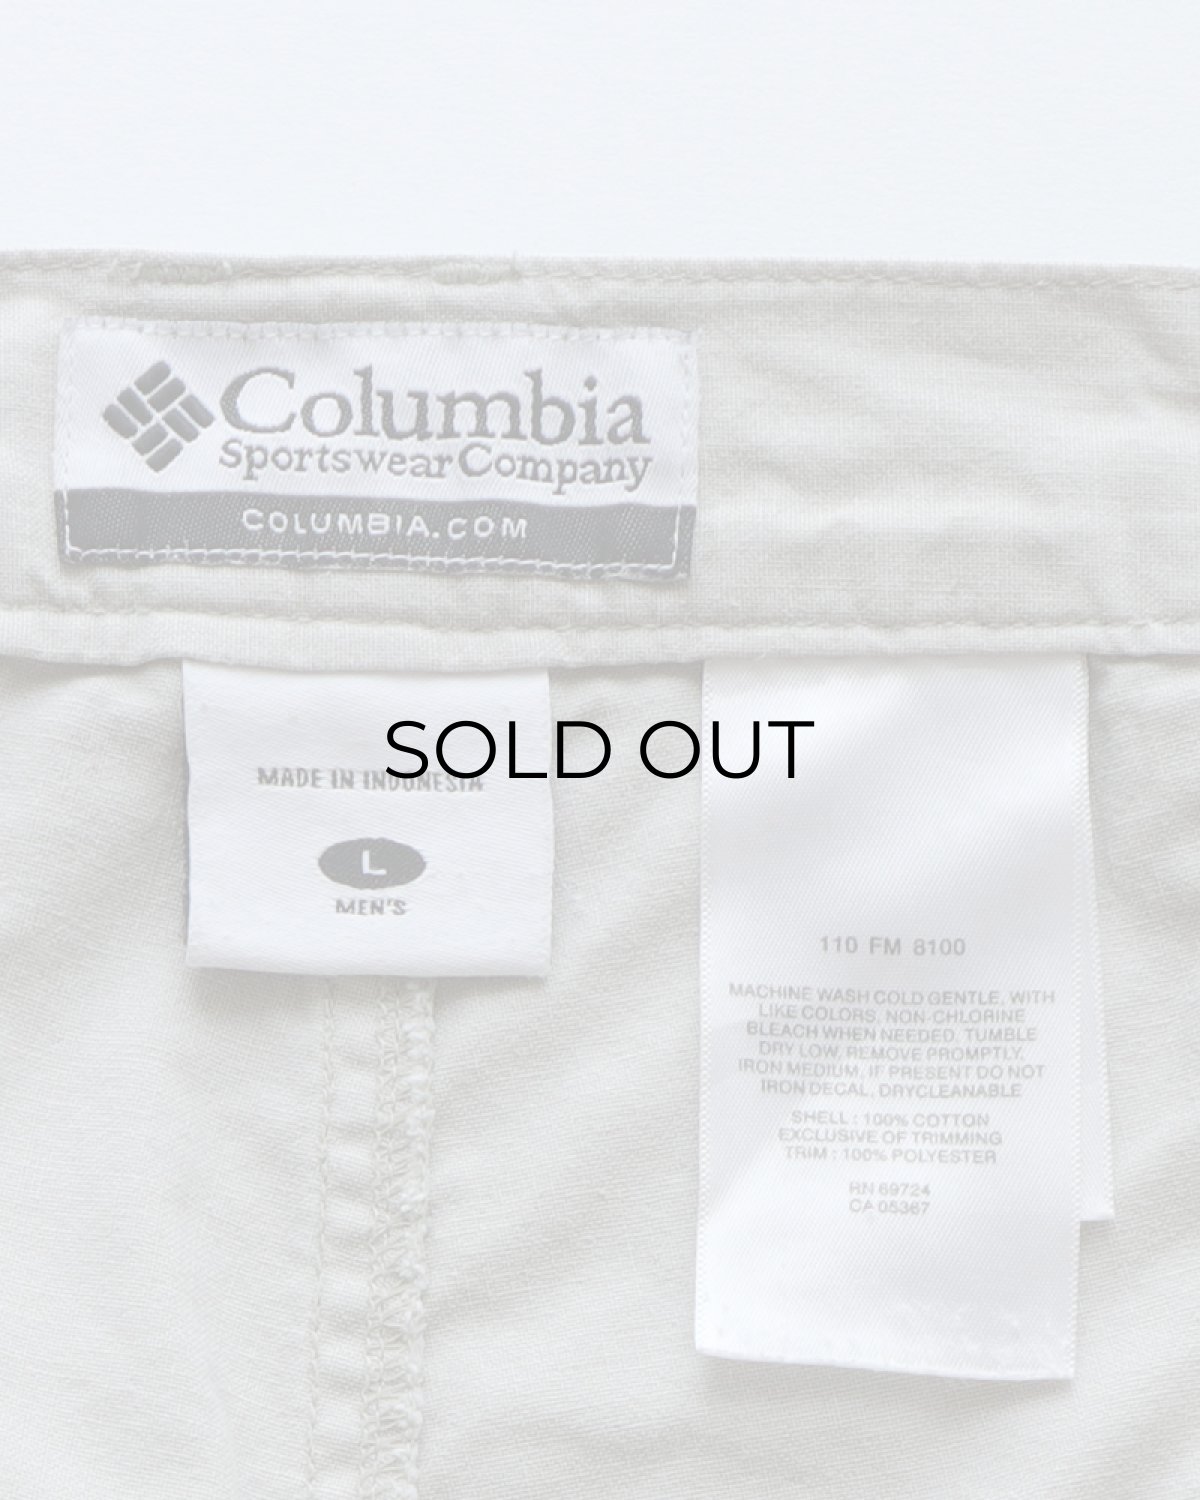 Columbia
Sportswear Company
COLUMBIA.COM
SOLD OUT
MADE IN INDONESIA
L
MEN'S
110 FM 8100
MACHINE WASH COLD GENTLE, WITH
LIKE COLORS, NON-CHLORINE
BLEACH WHEN NEEDED, TUMBLE
DRY LOW, REMOVE PROMPTLY,
IRON MEDIUM, IF PRESENT DO NOT
IRON DECAL, DRYCLEANABLE
SHELL : 100% COTTON
EXCLUSIVE OF TRIMMING
TRIM : 100% POLYESTER
RN 69724
CA 05367